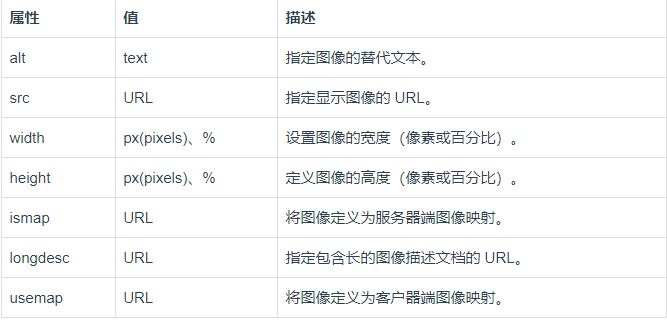 属性 值 描述
alt text 指定图像的替代文本。
src URL 指定显示图像的 URL。
width px(pixels)、% 设置图像的宽度（像素或百分比）。
height px(pixels)、% 定义图像的高度（像素或百分比）。
ismap URL 将图像定义为服务器端图像映射。
longdesc URL 指定包含长的图像描述文档的 URL。
usemap URL 将图像定义为客户器端图像映射。